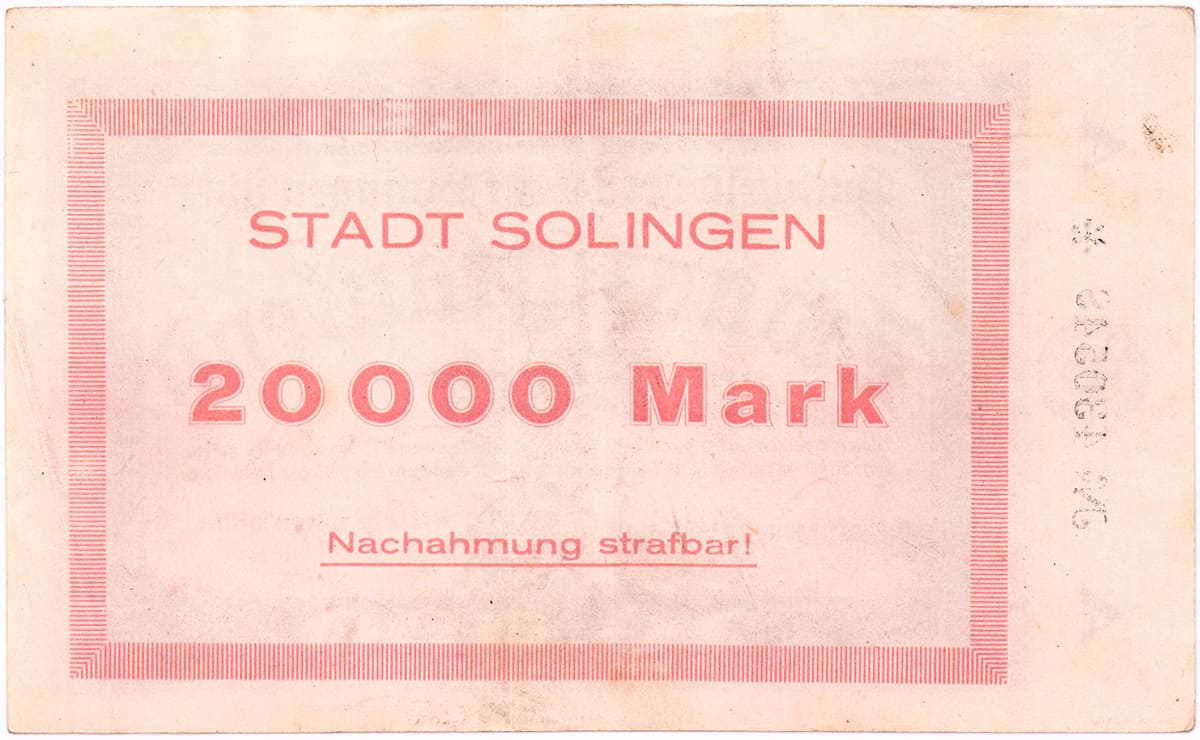 STADT SOLINGEN
20000 Mark
Nachahmung strafbar!